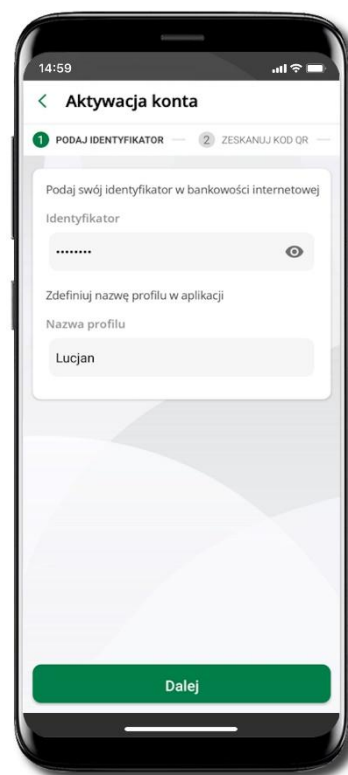 14:59
Aktywacja konta
1 PODAJ IDENTYFIKATOR 2 ZESKANUJ KOD QR
Podaj swój identyfikator w bankowości internetowej
Identyfikator
••••••••
Zdefiniuj nazwę profilu w aplikacji
Nazwa profilu
Lucjan
Dalej